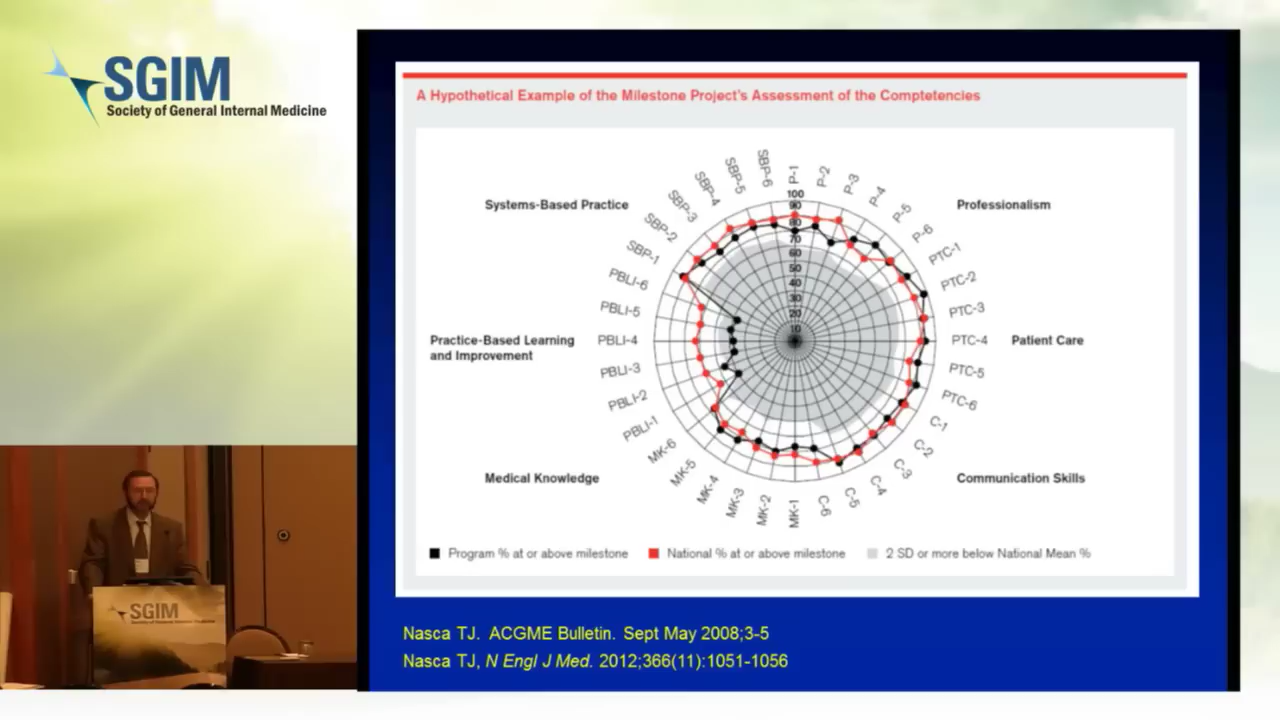 SGIM
Society of General Internal Medicine
A Hypothetical Example of the Milestone Project's Assessment of the Comptetencies
Systems-Based Practice
Professionalism
Practice-Based Learning
and Improvement
Patient Care
Medical Knowledge
Communication Skills
P-1
P-2
P-3
P-4
P-5
P-6
PTC-1
PTC-2
PTC-3
PTC-4
PTC-5
PTC-6
C-1
C-2
C-3
C-4
C-5
C-6
MK-1
MK-2
MK-3
MK-4
MK-5
MK-6
PBLI-1
PBLI-2
PBLI-3
PBLI-4
PBLI-5
PBLI-6
SBP-1
SBP-2
SBP-3
SBP-4
SBP-5
SBP-6
100
90
80
70
60
50
40
30
20
10
Program % at or above milestone
National % at or above milestone
2 SD or more below National Mean %
Nasca TJ. ACGME Bulletin. Sept May 2008;3-5
Nasca TJ, N Engl J Med. 2012;366(11):1051-1056
SGIM
Society of General Internal Medicine